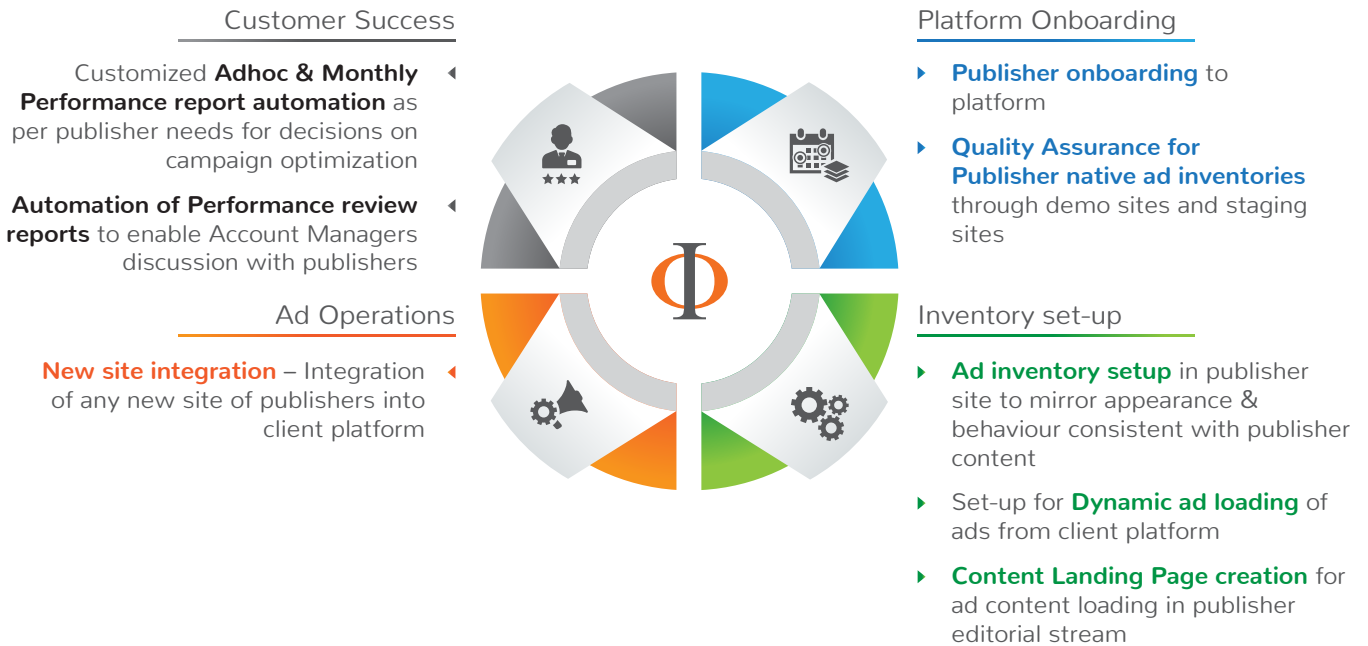 Customer Success
Customized Adhoc & Monthly
Performance report automation as
per publisher needs for decisions on
campaign optimization
Automation of Performance review
reports to enable Account Managers
discussion with publishers
Platform Onboarding
Publisher onboarding to
platform
Quality Assurance for
Publisher native ad inventories
through demo sites and staging
sites
Φ
Ad Operations
New site integration – Integration
of any new site of publishers into
client platform
Inventory set-up
Ad inventory setup in publisher
site to mirror appearance &
behaviour consistent with publisher
content
Set-up for Dynamic ad loading of
ads from client platform
Content Landing Page creation for
ad content loading in publisher
editorial stream